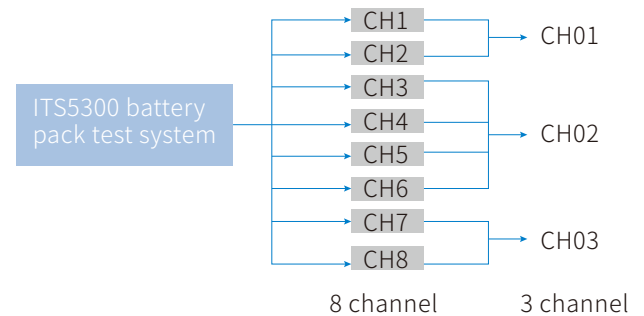 ITS5300 battery
pack test system
CH1
CH2
CH3
CH4
CH5
CH6
CH7
CH8
CH01
CH02
CH03
8 channel
3 channel